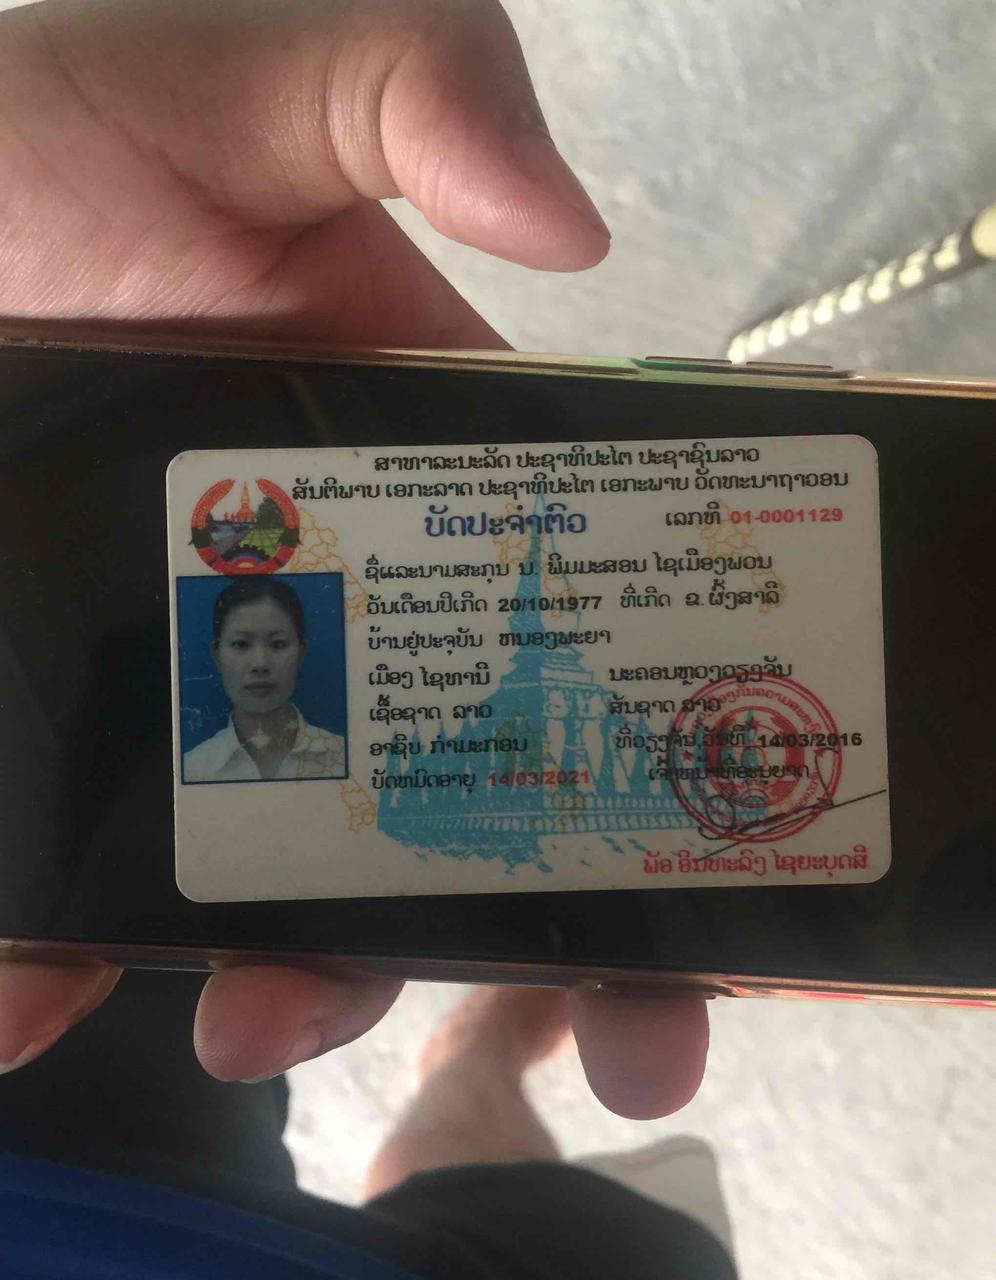 ສາທາລະນະລັດ ປະຊາທິປະໄຕ ປະຊາຊົນລາວ
ສັນຕິພາບ ເອກະລາດ ປະຊາທິປະໄຕ ເອກະພາບ ວັດທະນາຖາວອນ
ບັດປະຈຳຕົວ ເລກທີ 01-0001129
ຊື່ແລະນາມສະກຸນ ນ. ພິມມະສອນ ໄຊເມືອງພອນ
ວັນເດືອນປີເກີດ 20/10/1977 ທີ່ເກີດ ຂ. ຜົ້ງສາລີ
ບ້ານຢູ່ປະຈຸບັນ ຫນອງພະຍາ
ເມືອງ ໄຊທານີ ນະຄອນຫຼວງວຽງຈັນ
ເຊື້ອຊາດ ລາວ ສັນຊາດ ລາວ
ອາຊິບ ກຳມະກອນ ທີ່ວຽງຈັນ,ວັນທີ 14/03/2016
ບັດຫມົດອາຍຸ 14/03/2021 ເຈົ້າຫນ້າທີ່ອະນຸຍາດ
ພັອ ອິນທະລົງ ໄຊຍະບຸດສີ